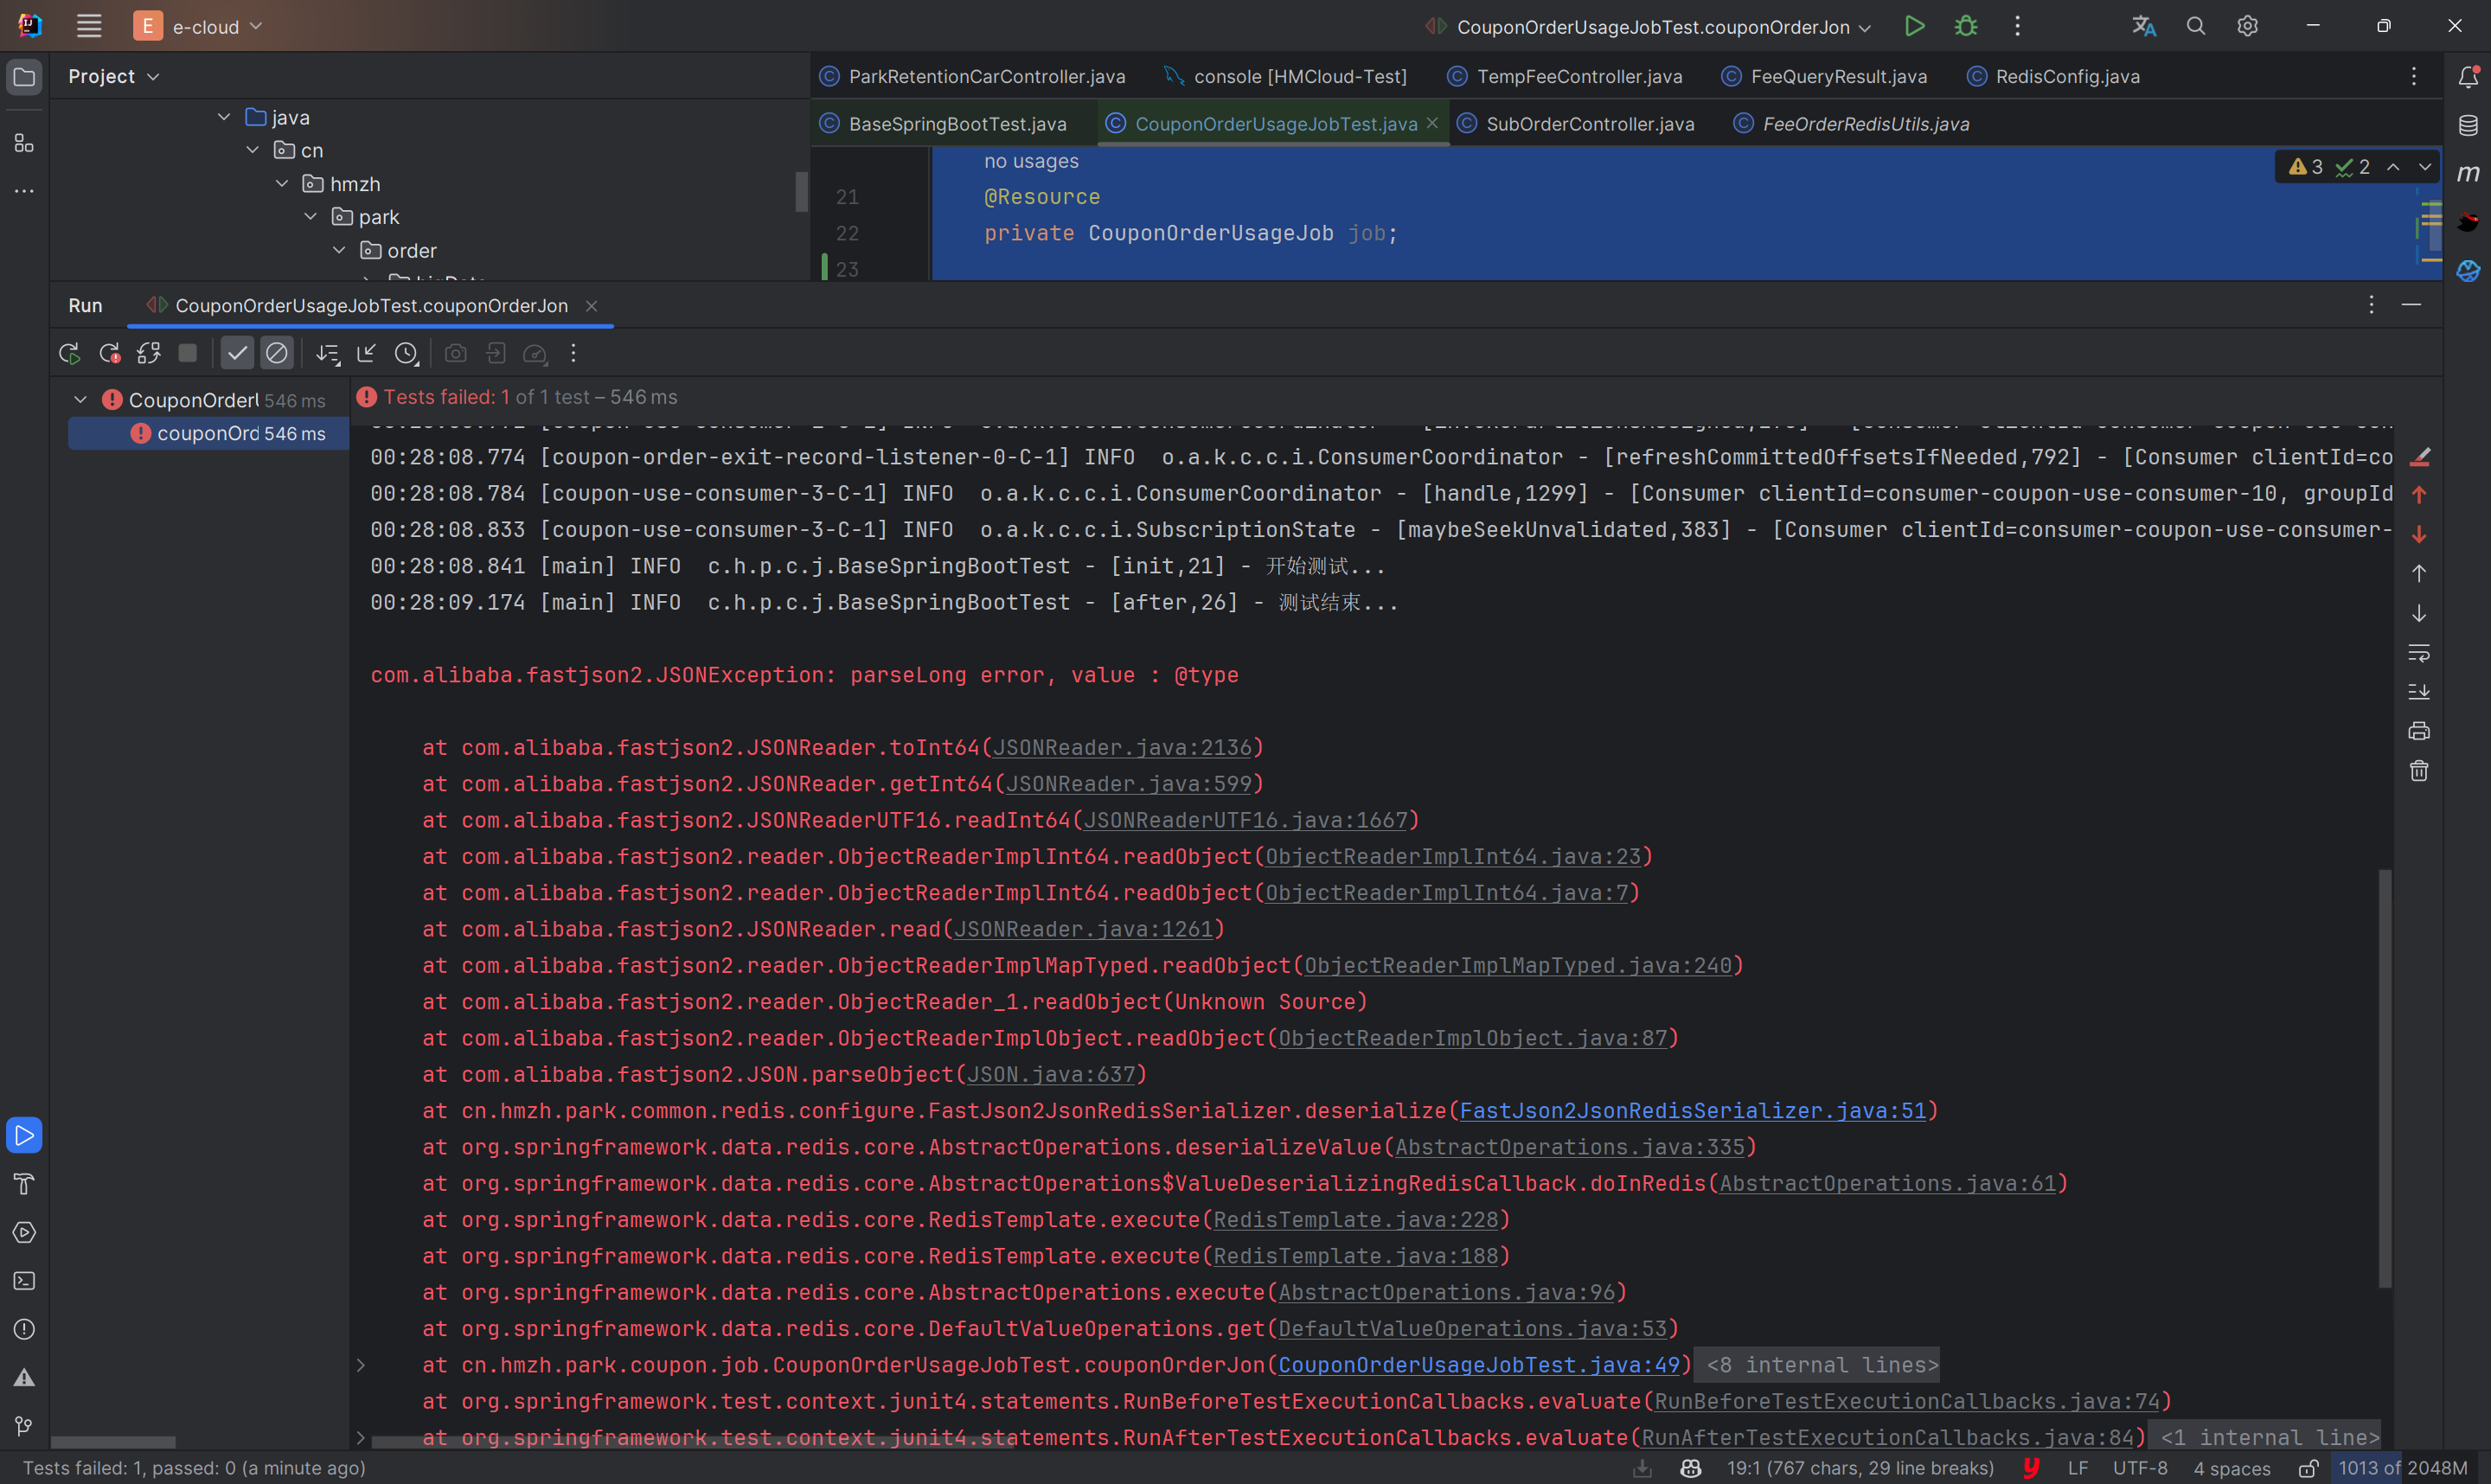 E e-cloud
CouponOrderUsageJobTest.couponOrderJon
Project
ParkRetentionCarController.java
console [HMCloud-Test]
TempFeeController.java
FeeQueryResult.java
RedisConfig.java
java
BaseSpringBootTest.java
CouponOrderUsageJobTest.java
SubOrderController.java
FeeOrderRedisUtils.java
cn
no usages
3 2
hmzh
21 @Resource
park
22 private CouponOrderUsageJob job;
order
23
Run CouponOrderUsageJobTest.couponOrderJon
CouponOrderU 546 ms
Tests failed: 1 of 1 test – 546 ms
couponOrd 546 ms
00:28:08.774 [coupon-order-exit-record-listener-0-C-1] INFO  o.a.k.c.c.i.ConsumerCoordinator - [refreshCommittedOffsetsIfNeeded,792] - [Consumer clientId=co
00:28:08.784 [coupon-use-consumer-3-C-1] INFO  o.a.k.c.c.i.ConsumerCoordinator - [handle,1299] - [Consumer clientId=consumer-coupon-use-consumer-10, groupId
00:28:08.833 [coupon-use-consumer-3-C-1] INFO  o.a.k.c.c.i.SubscriptionState - [maybeSeekUnvalidated,383] - [Consumer clientId=consumer-coupon-use-consumer-
00:28:08.841 [main] INFO  c.h.p.c.j.BaseSpringBootTest - [init,21] - 开始测试...
00:28:09.174 [main] INFO  c.h.p.c.j.BaseSpringBootTest - [after,26] - 测试结束...
com.alibaba.fastjson2.JSONException: parseLong error, value : @type
at com.alibaba.fastjson2.JSONReader.toInt64(JSONReader.java:2136)
at com.alibaba.fastjson2.JSONReader.getInt64(JSONReader.java:599)
at com.alibaba.fastjson2.JSONReaderUTF16.readInt64(JSONReaderUTF16.java:1667)
at com.alibaba.fastjson2.reader.ObjectReaderImplInt64.readObject(ObjectReaderImplInt64.java:23)
at com.alibaba.fastjson2.reader.ObjectReaderImplInt64.readObject(ObjectReaderImplInt64.java:7)
at com.alibaba.fastjson2.JSONReader.read(JSONReader.java:1261)
at com.alibaba.fastjson2.reader.ObjectReaderImplMapTyped.readObject(ObjectReaderImplMapTyped.java:240)
at com.alibaba.fastjson2.reader.ObjectReader_1.readObject(Unknown Source)
at com.alibaba.fastjson2.reader.ObjectReaderImplObject.readObject(ObjectReaderImplObject.java:87)
at com.alibaba.fastjson2.JSON.parseObject(JSON.java:637)
at cn.hmzh.park.common.redis.configure.FastJson2JsonRedisSerializer.deserialize(FastJson2JsonRedisSerializer.java:51)
at org.springframework.data.redis.core.AbstractOperations.deserializeValue(AbstractOperations.java:335)
at org.springframework.data.redis.core.AbstractOperations$ValueDeserializingRedisCallback.doInRedis(AbstractOperations.java:61)
at org.springframework.data.redis.core.RedisTemplate.execute(RedisTemplate.java:228)
at org.springframework.data.redis.core.RedisTemplate.execute(RedisTemplate.java:188)
at org.springframework.data.redis.core.AbstractOperations.execute(AbstractOperations.java:96)
at org.springframework.data.redis.core.DefaultValueOperations.get(DefaultValueOperations.java:53)
at cn.hmzh.park.coupon.job.CouponOrderUsageJobTest.couponOrderJon(CouponOrderUsageJobTest.java:49) <8 internal lines>
at org.springframework.test.context.junit4.statements.RunBeforeTestExecutionCallbacks.evaluate(RunBeforeTestExecutionCallbacks.java:74)
at org.springframework.test.context.junit4.statements.RunAfterTestExecutionCallbacks.evaluate(RunAfterTestExecutionCallbacks.java:84) <1 internal line>
Tests failed: 1, passed: 0 (a minute ago)
19:1 (767 chars, 29 line breaks)
LF
UTF-8
4 spaces
1013 of 2048M